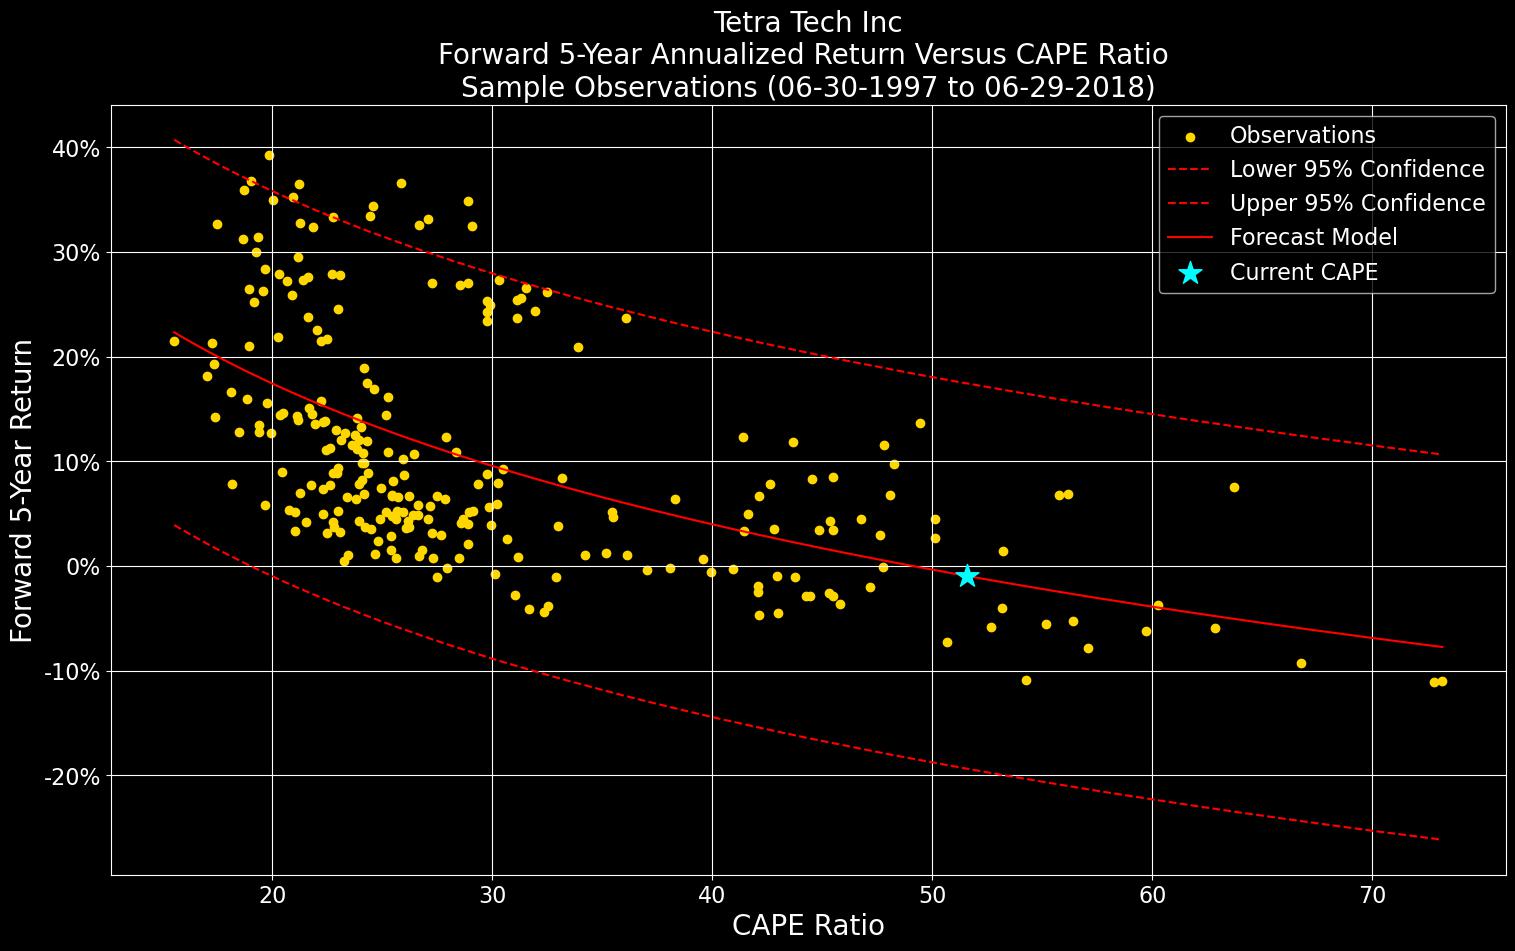 Tetra Tech Inc
Forward 5-Year Annualized Return Versus CAPE Ratio
Sample Observations (06-30-1997 to 06-29-2018)
Observations
Lower 95% Confidence
Upper 95% Confidence
Forecast Model
Current CAPE
Forward 5-Year Return
40%
30%
20%
10%
0%
-10%
-20%
20 30 40 50 60 70
CAPE Ratio